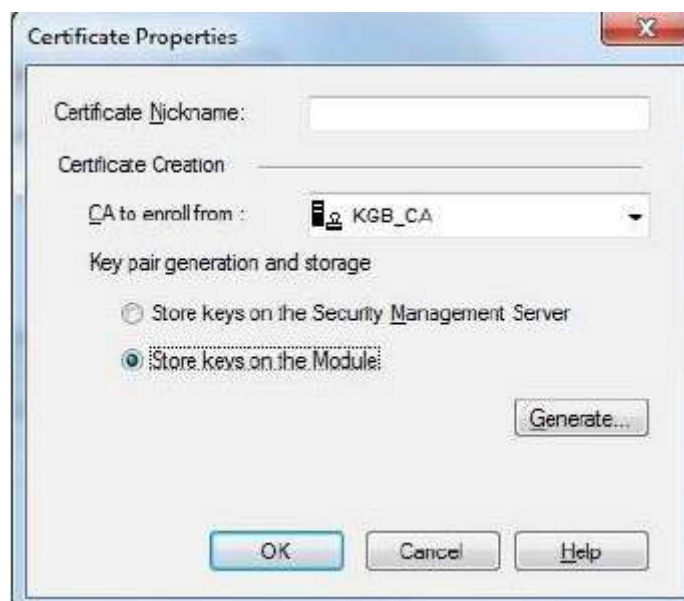 Certificate Properties
Certificate Nickname:
Certificate Creation
CA to enroll from :
KGB_CA
Key pair generation and storage
Store keys on the Security Management Server
Store keys on the Module
Generate...
OK Cancel Help